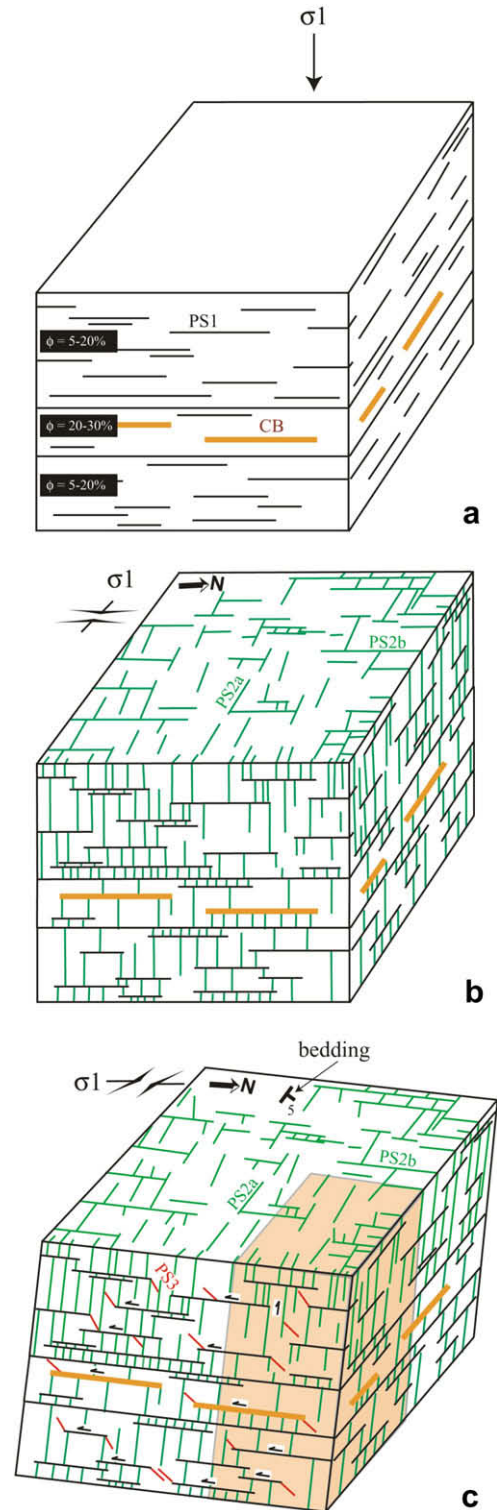 σ1
PS1
ϕ = 5-20%
ϕ = 20-30%
CB
ϕ = 5-20%
a
σ1
N
PS2b
PS2a
b
bedding
σ1
N
5
PS2b
PS2a
PS3
c